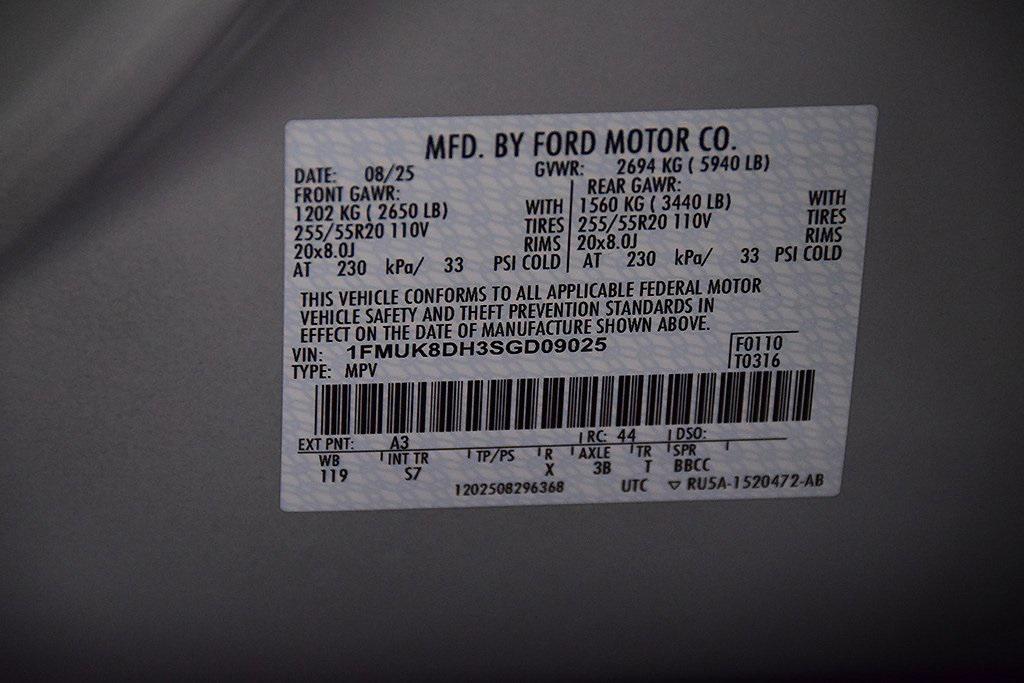 MFD. BY FORD MOTOR CO.
DATE: 08/25 GVWR: 2694 KG ( 5940 LB)
FRONT GAWR: REAR GAWR:
1202 KG ( 2650 LB) WITH 1560 KG ( 3440 LB) WITH
255/55R20 110V TIRES 255/55R20 110V TIRES
20x8.0J RIMS 20x8.0J RIMS
AT 230 kPa/ 33 PSI COLD AT 230 kPa/ 33 PSI COLD
THIS VEHICLE CONFORMS TO ALL APPLICABLE FEDERAL MOTOR
VEHICLE SAFETY AND THEFT PREVENTION STANDARDS IN
EFFECT ON THE DATE OF MANUFACTURE SHOWN ABOVE.
VIN: 1FMUK8DH3SGD09025 F0110
TYPE: MPV T0316
EXT PNT: A3 RC: 44 DSO:
WB INT TR TP/PS R AXLE TR SPR
119 S7 X 3B T BBCC
1202508296368 UTC ▽ RU5A-1520472-AB